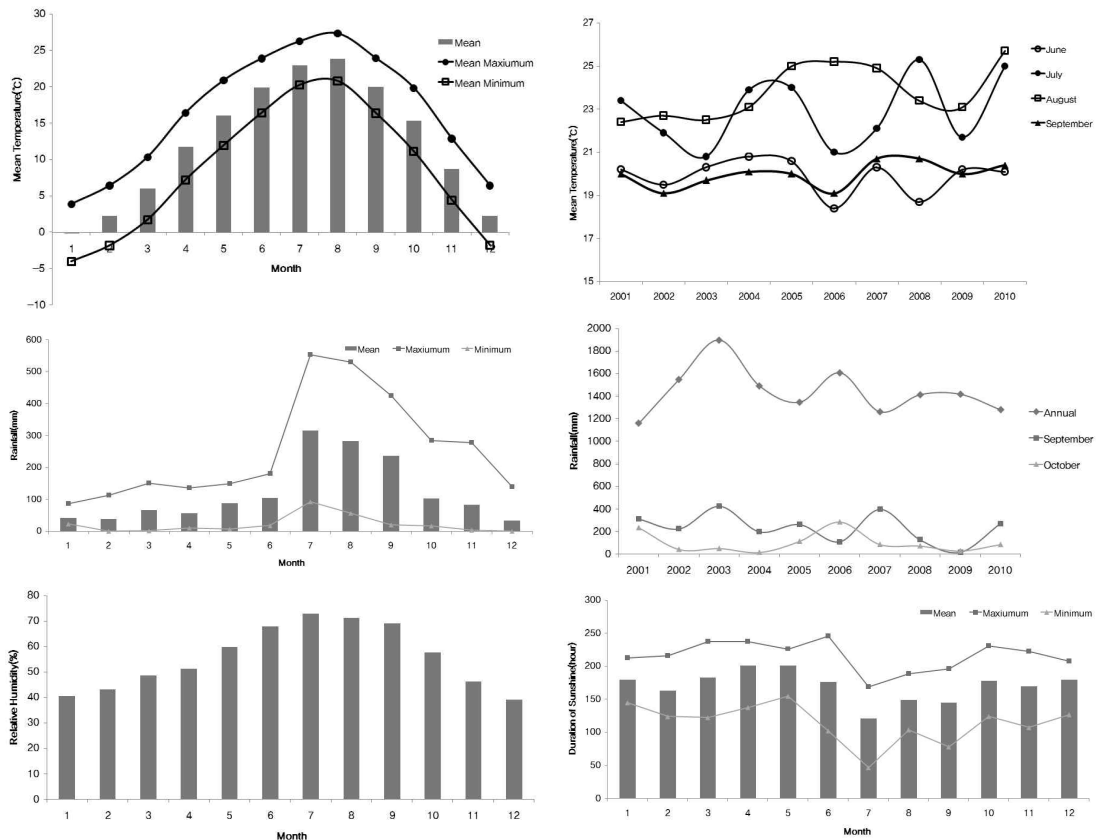 Mean Temperature(℃)
30
25
20
15
10
5
0
−5
−10
Mean
Mean Maxiumum
Mean Minimum
1 2 3 4 5 6 7 8 9 10 11 12
Month
Mean Temperature(℃)
27
25
23
21
19
17
15
June
July
August
September
2001 2002 2003 2004 2005 2006 2007 2008 2009 2010
Rainfall(mm)
600
500
400
300
200
100
0
Mean Maxiumum Minimum
1 2 3 4 5 6 7 8 9 10 11 12
Month
Rainfall(mm)
2000
1800
1600
1400
1200
1000
800
600
400
200
0
Annual
September
October
2001 2002 2003 2004 2005 2006 2007 2008 2009 2010
Relative Humidity(%)
80
70
60
50
40
30
20
10
0
1 2 3 4 5 6 7 8 9 10 11 12
Month
Duration of Sunshine(hour)
300
250
200
150
100
50
0
Mean Maxiumum Minimum
1 2 3 4 5 6 7 8 9 10 11 12
Month